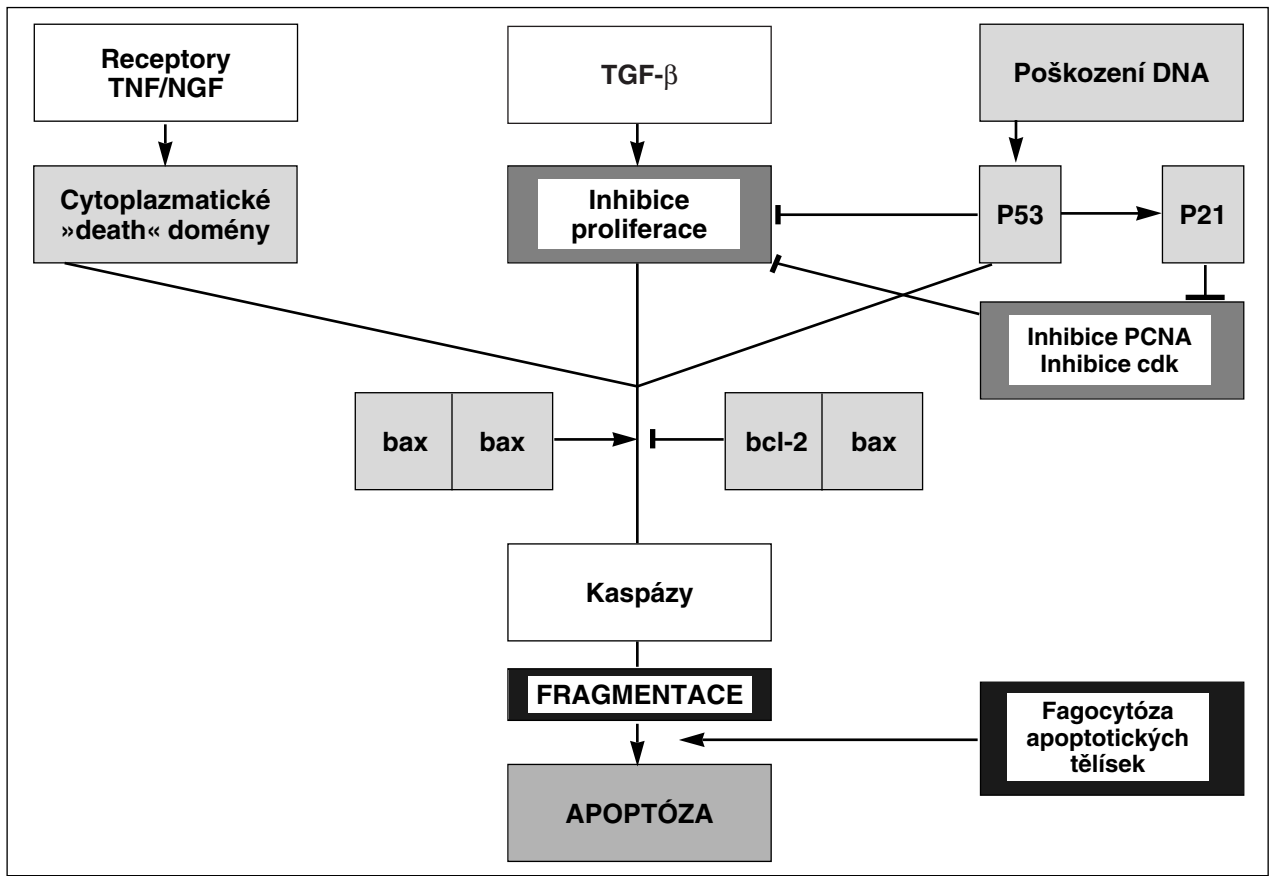 Receptory
TNF/NGF
TGF-β
Poškození DNA
Cytoplazmatické
»death« domény
Inhibice
proliferace
P53
P21
Inhibice PCNA
Inhibice cdk
bax
bax
bcl-2
bax
Kaspázy
FRAGMENTACE
Fagocytóza
apoptotických
tělísek
APOPTÓZA